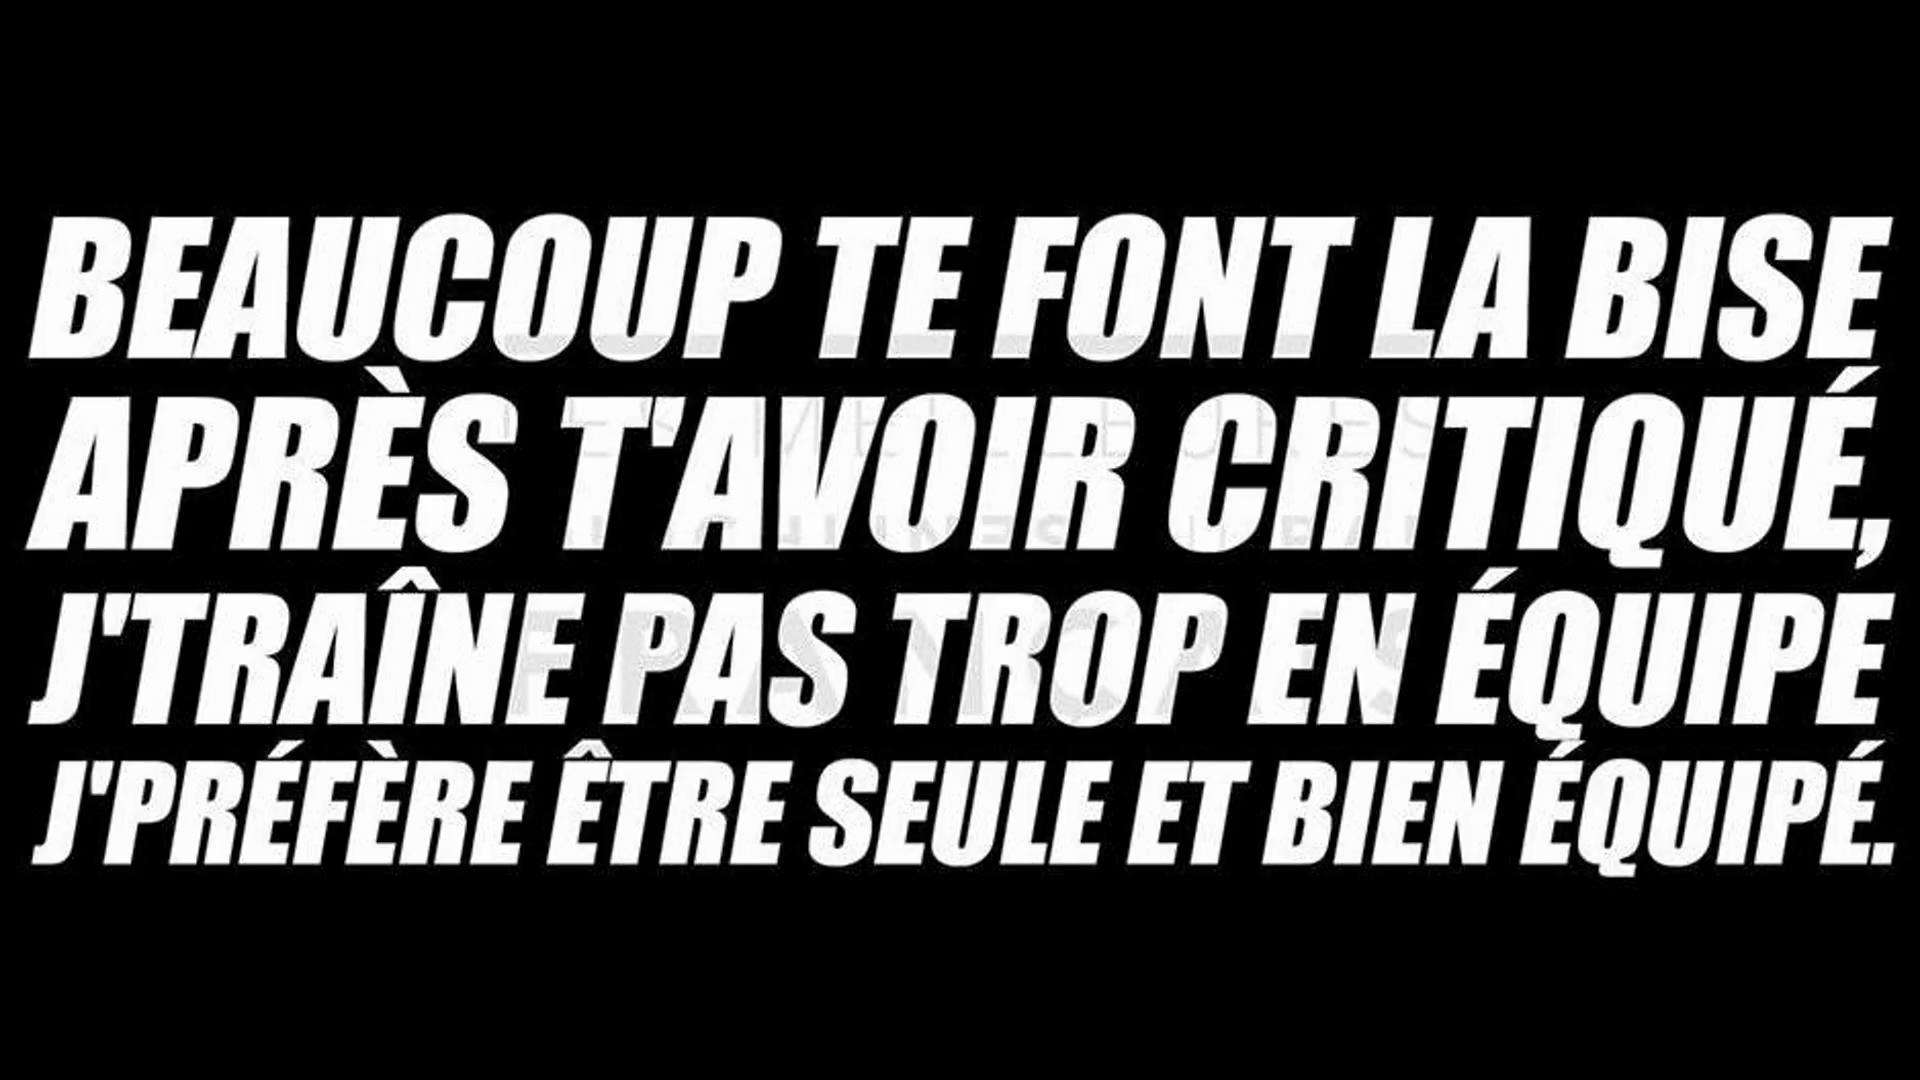 BEAUCOUP TE FONT LA BISE
APRÈS T'AVOIR CRITIQUÉ,
J'TRAÎNE PAS TROP EN ÉQUIPE
J'PRÉFÈRE ÊTRE SEULE ET BIEN ÉQUIPÉ.